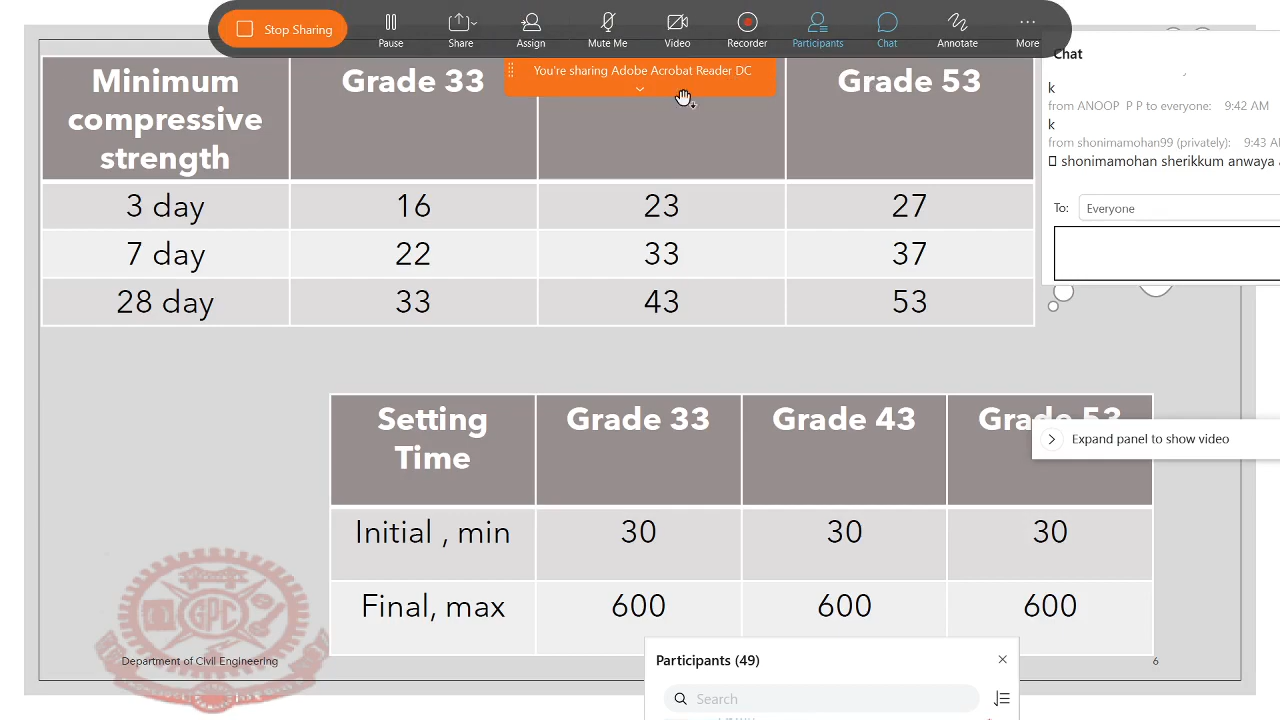 Stop Sharing
Pause
Share
Assign
Mute Me
Video
Recorder
Participants
Chat
Annotate
More
You're sharing Adobe Acrobat Reader DC
Minimum compressive strength Grade 33 Grade 53
3 day 16 23 27
7 day 22 33 37
28 day 33 43 53
Chat
k
from ANOOP P P to everyone: 9:42 AM
k
from shonimamohan99 (privately): 9:43
shonimamohan sherikkum anwaya
To: Everyone
Setting Time Grade 33 Grade 43 Grade 53
Expand panel to show video
Initial , min 30 30 30
Final, max 600 600 600
GPC
Department of Civil Engineering
6
Participants (49)
Search